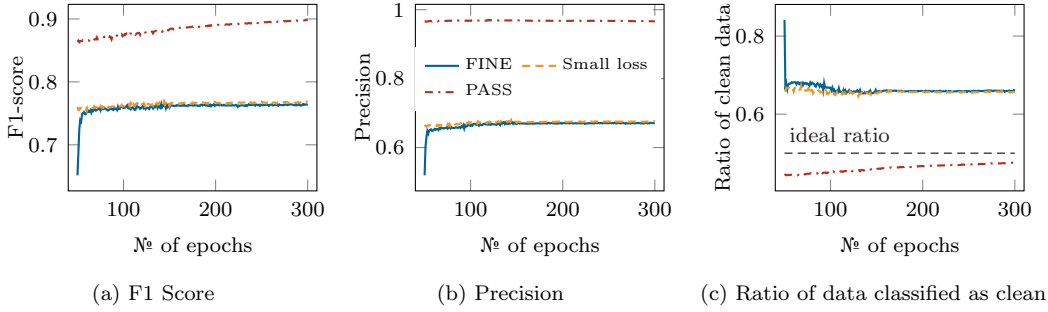 0.9
0.8
0.7
F1-score
100
200
300
№ of epochs
(a) F1 Score
1
0.8
0.6
Precision
FINE
Small loss
PASS
100
200
300
№ of epochs
(b) Precision
0.8
0.6
Ratio of clean data
ideal ratio
100
200
300
№ of epochs
(c) Ratio of data classified as clean